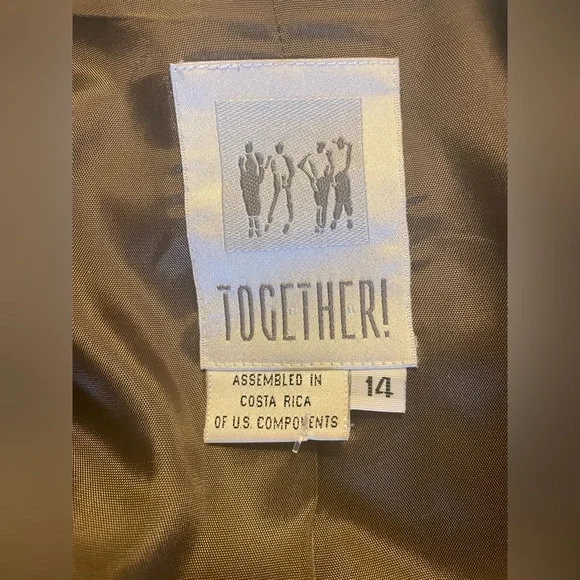 TOGETHER!
ASSEMBLED IN
COSTA RICA
OF U.S. COMPONENTS
14